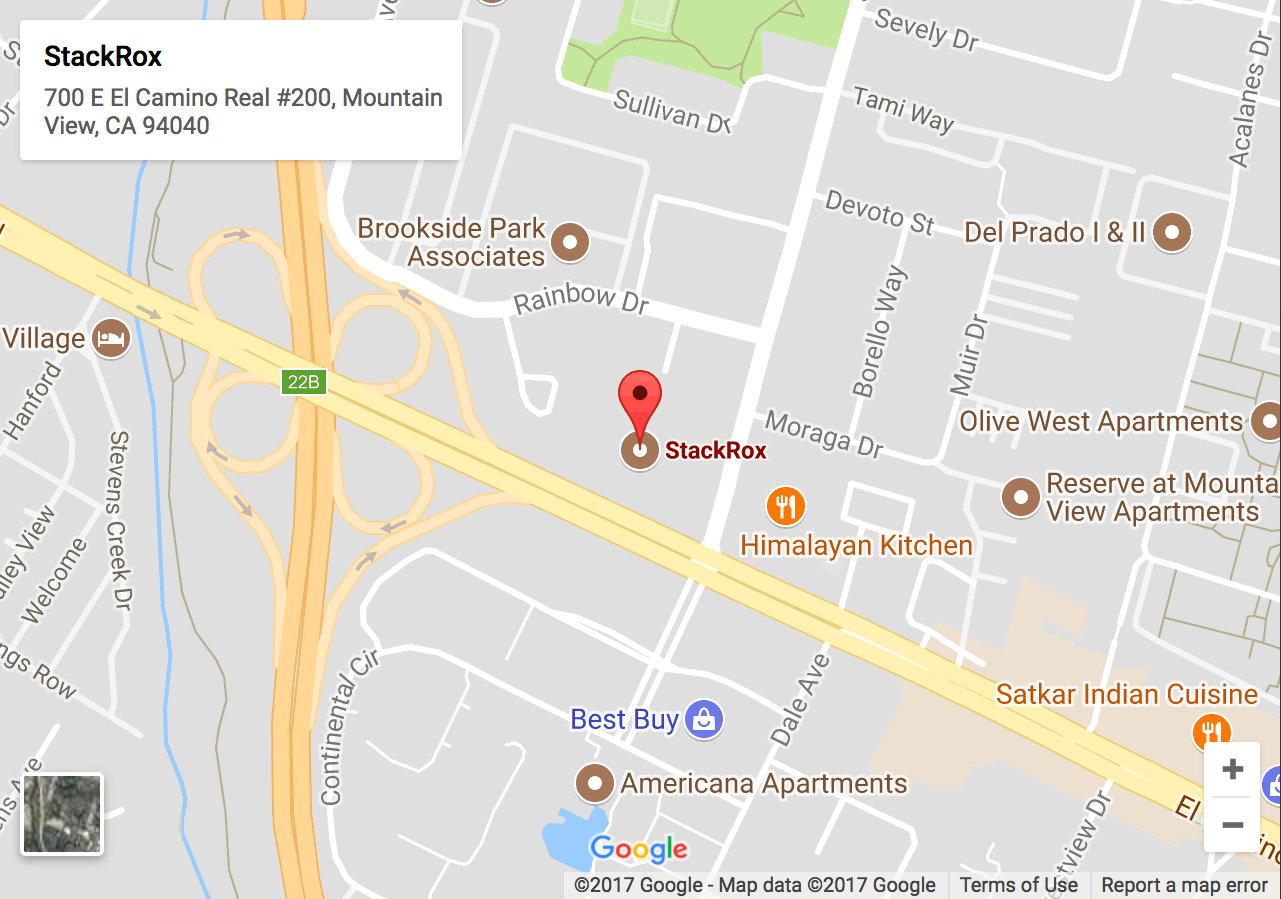 StackRox
700 E El Camino Real #200, Mountain
View, CA 94040
Sevely Dr
Acalanes Dr
Sullivan Dr
Tami Way
Devoto St
Del Prado I & II
Brookside Park
Associates
Rainbow Dr
Borello Way
Muir Dr
Village
Hanford
22B
StackRox
Moraga Dr
Olive West Apartments
Stevens Creek Dr
Reserve at Mounta
View Apartments
Himalayan Kitchen
alley View
Welcome
ngs Row
Continental Cir
Dale Ave
Satkar Indian Cuisine
Best Buy
Americana Apartments
+
El
−
stview Dr
Google
©2017 Google - Map data ©2017 Google
Terms of Use
Report a map error